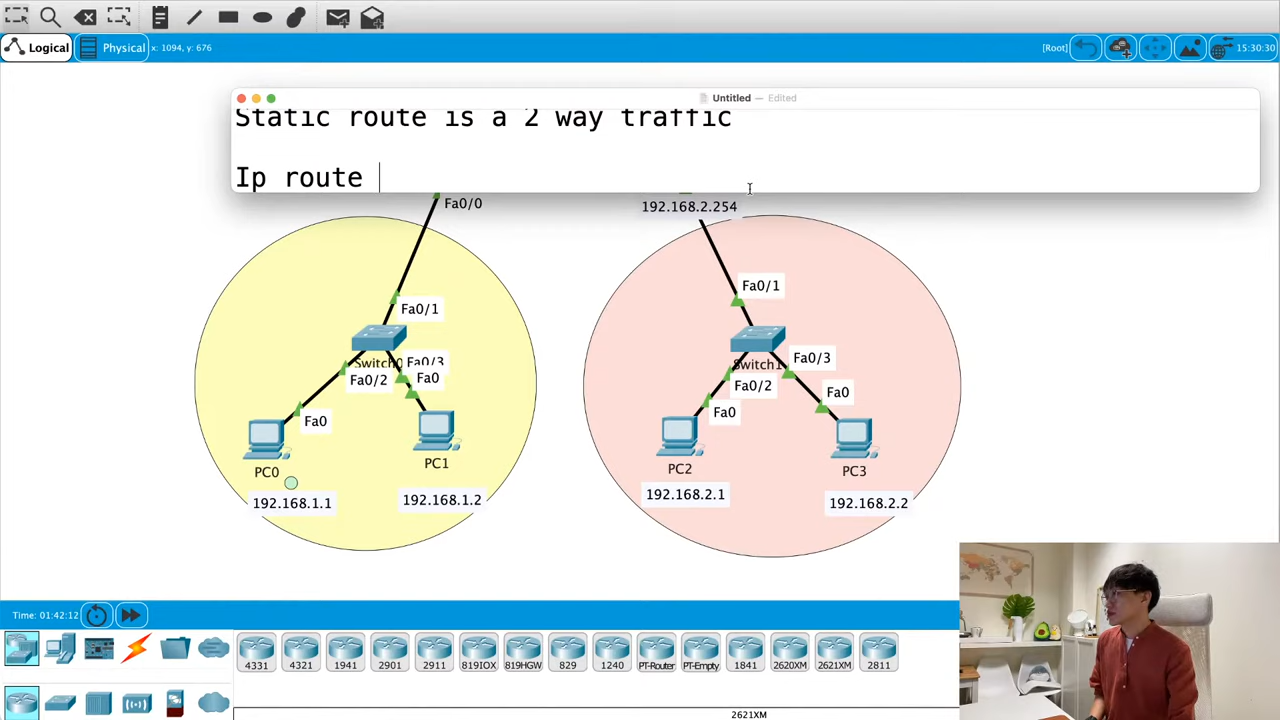 Logical
Physical
x: 1094, y: 676
[Root]
15:30:30
Untitled — Edited
Static route is a 2 way traffic
Ip route
Fa0/0
192.168.2.254
Fa0/1
Fa0/1
Switch0
Fa0/3
Fa0/2
Fa0
Switch1
Fa0/3
Fa0/2
Fa0
Fa0
Fa0
PC0
PC1
PC2
PC3
192.168.1.1
192.168.1.2
192.168.2.1
192.168.2.2
Time: 01:42:12
4331
4321
1941
2901
2911
819IOX
819HGW
829
1240
PT-Router
PT-Empty
1841
2620XM
2621XM
2811
2621XM